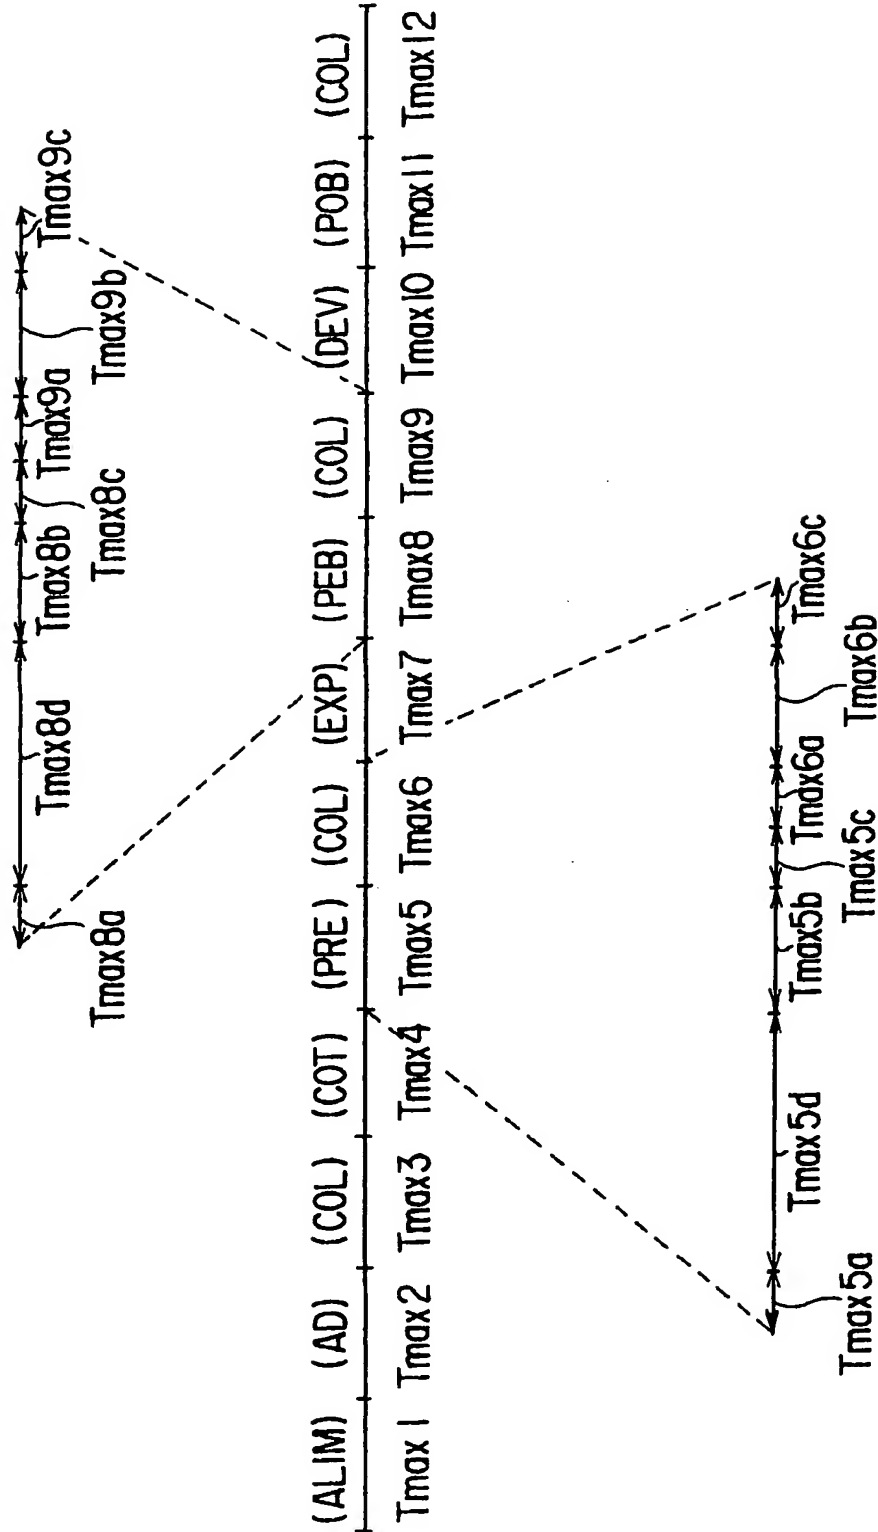 Tmax8a Tmax8d Tmax8b Tmax8c Tmax9a Tmax9b Tmax9c
(ALIM) (AD) (COL) (COT) (PRE) (COL) (EXP) (PEB) (COL) (DEV) (POB) (COL)
Tmax1 Tmax2 Tmax3 Tmax4 Tmax5 Tmax6 Tmax7 Tmax8 Tmax9 Tmax10 Tmax11 Tmax12
Tmax5a Tmax5d Tmax5b Tmax5c Tmax6a Tmax6b Tmax6c